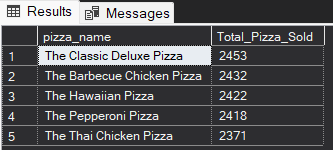 Results Messages
pizza_name Total_Pizza_Sold
1 The Classic Deluxe Pizza 2453
2 The Barbecue Chicken Pizza 2432
3 The Hawaiian Pizza 2422
4 The Pepperoni Pizza 2418
5 The Thai Chicken Pizza 2371